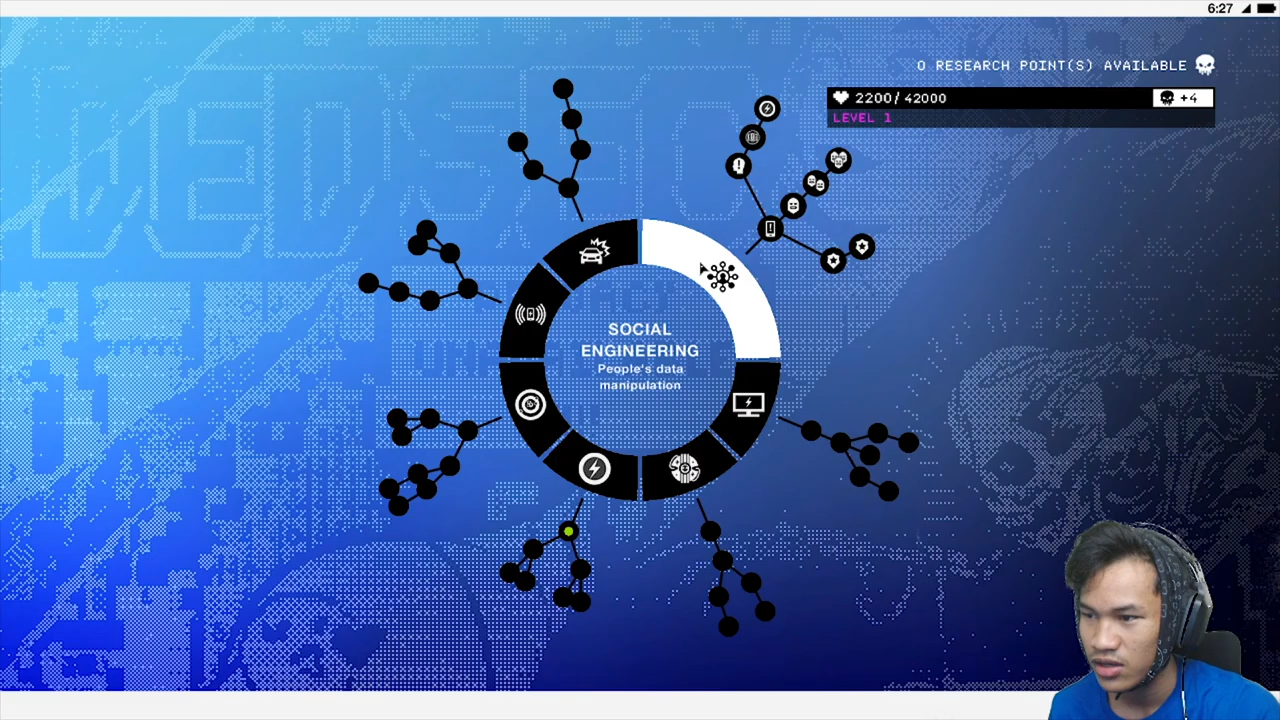 6:27
0 RESEARCH POINT(S) AVAILABLE
2200/42000 +4
LEVEL 1
SOCIAL
ENGINEERING
People's data
manipulation